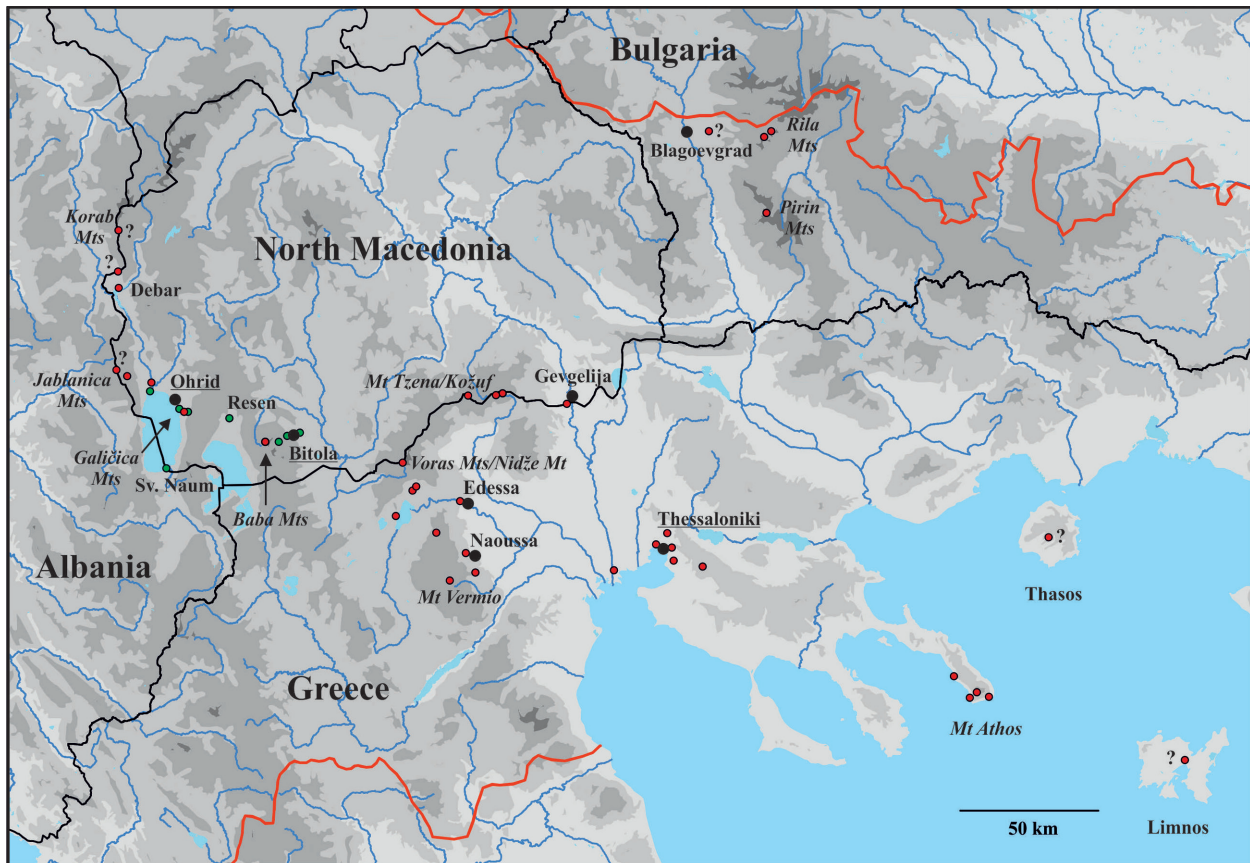 Bulgaria
Blagoevgrad
?
Rila
Mts
Pirin
Mts
Korab
Mts
?
?
North Macedonia
Debar
?
Jablanica
Mts
Ohrid
Resen
Mt Tzena/Kožuf
Gevgelija
Galičica
Mts
Bitola
Sv. Naum
Baba Mts
Voras Mts/Nidže Mt
Edessa
Naoussa
Mt Vermio
Thessaloniki
Albania
?
Thasos
Greece
Mt Athos
?
Limnos
50 km